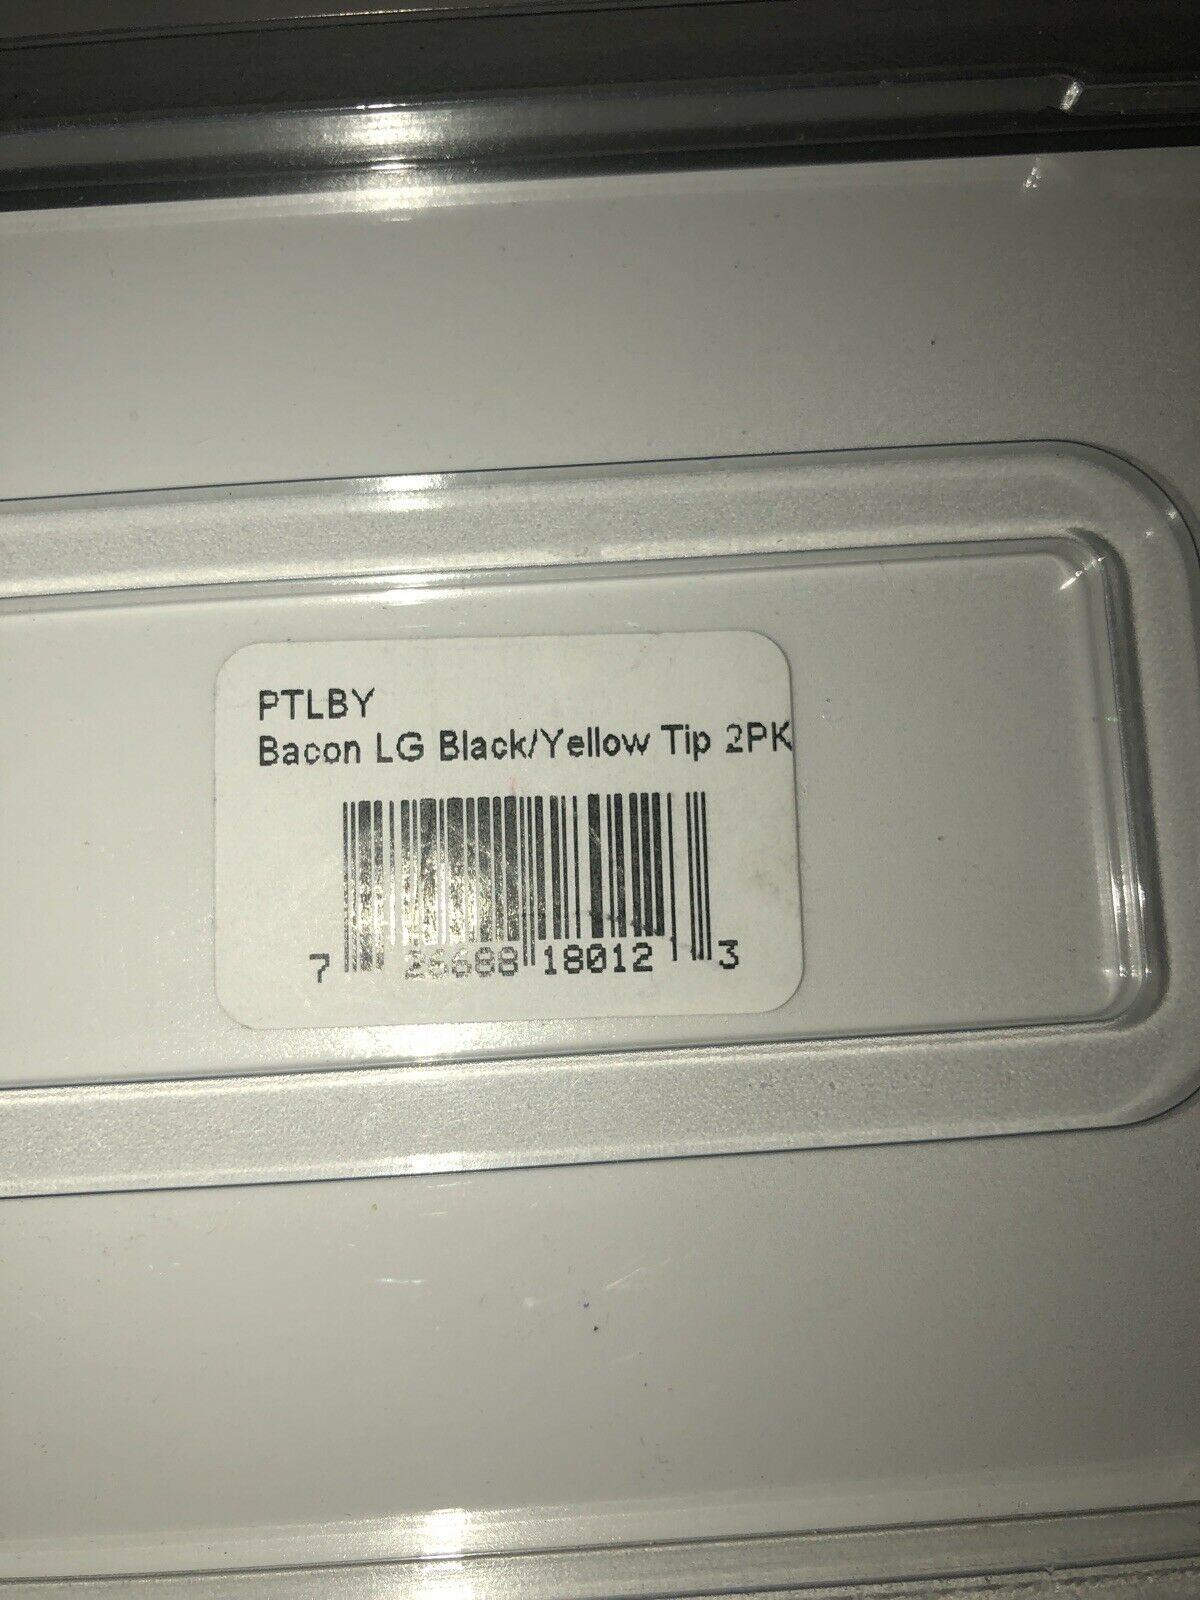 PTLBY
Bacon LG Black/Yellow Tip 2PK
7 26688 18012 3